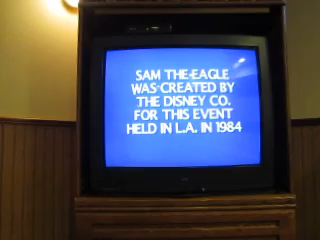 SAM THE EAGLE
WAS CREATED BY
THE DISNEY CO.
FOR THIS EVENT
HELD IN L.A. IN 1984